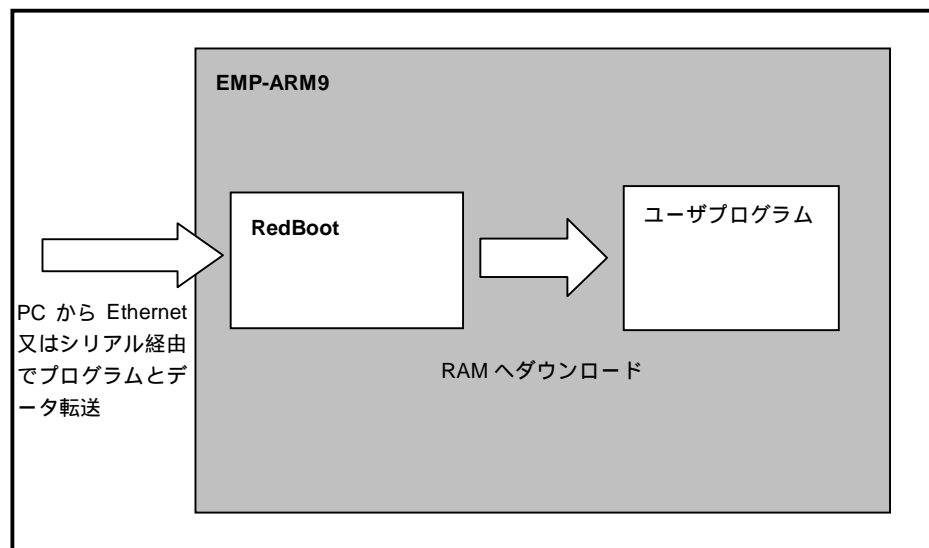 EMP-ARM9
RedBoot
ユーザプログラム
PC から Ethernet
又はシリアル経由
でプログラムとデ
ータ転送
RAM へダウンロード